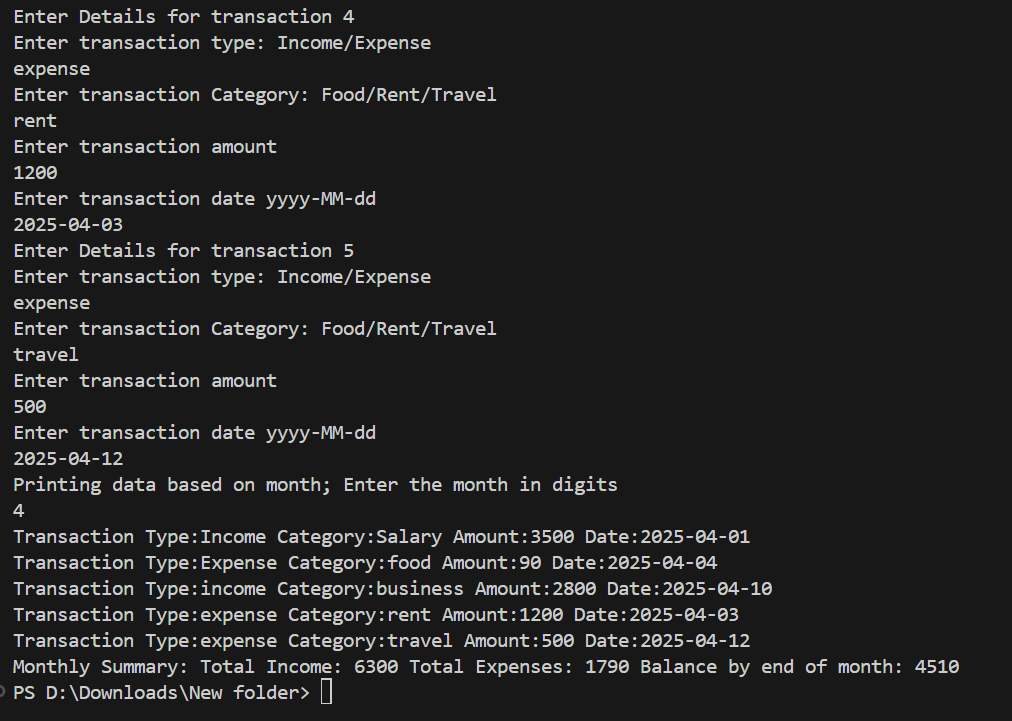 Enter Details for transaction 4
Enter transaction type: Income/Expense
expense
Enter transaction Category: Food/Rent/Travel
rent
Enter transaction amount
1200
Enter transaction date yyyy-MM-dd
2025-04-03
Enter Details for transaction 5
Enter transaction type: Income/Expense
expense
Enter transaction Category: Food/Rent/Travel
travel
Enter transaction amount
500
Enter transaction date yyyy-MM-dd
2025-04-12
Printing data based on month; Enter the month in digits
4
Transaction Type:Income Category:Salary Amount:3500 Date:2025-04-01
Transaction Type:Expense Category:food Amount:90 Date:2025-04-04
Transaction Type:income Category:business Amount:2800 Date:2025-04-10
Transaction Type:expense Category:rent Amount:1200 Date:2025-04-03
Transaction Type:expense Category:travel Amount:500 Date:2025-04-12
Monthly Summary: Total Income: 6300 Total Expenses: 1790 Balance by end of month: 4510
PS D:\Downloads\New folder>